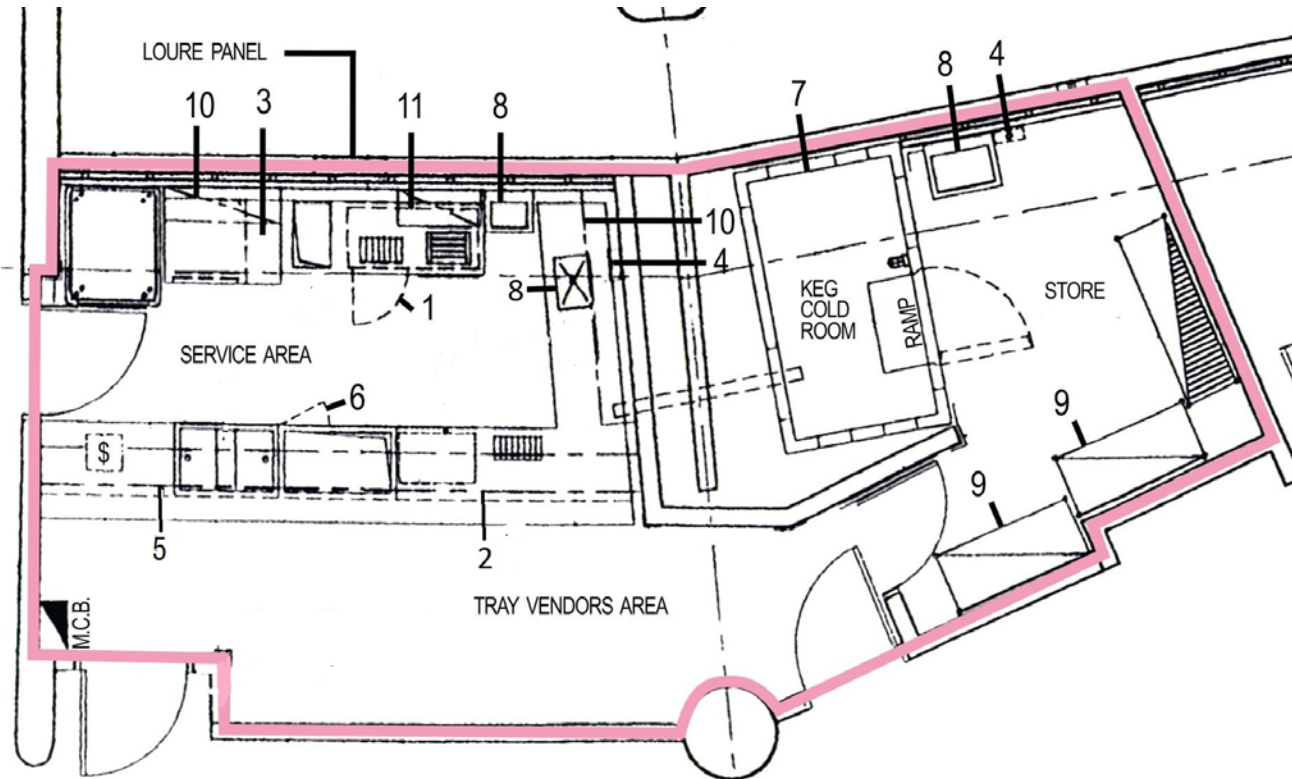 LOURE PANEL
10
3
11
8
7
8
4
10
4
8
1
KEG
COLD
ROOM
RAMP
STORE
SERVICE AREA
6
9
$
9
5
2
TRAY VENDORS AREA
M.C.B.